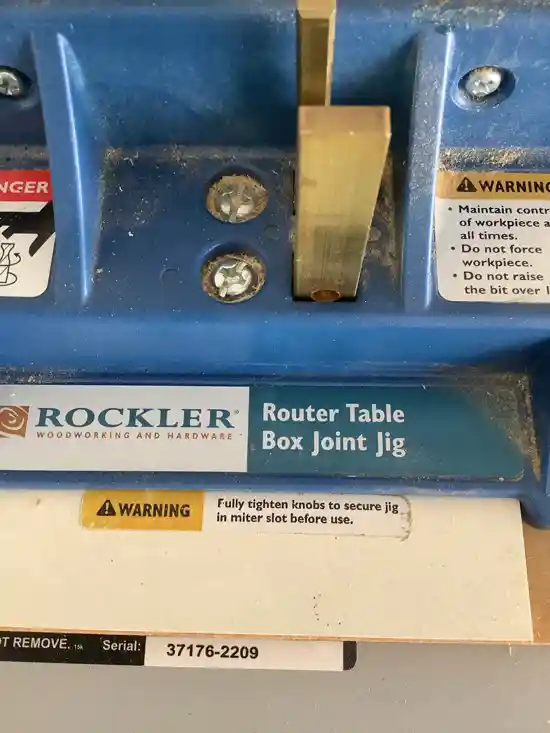 NGER
WARNING
• Maintain contr
of workpiece a
all times.
• Do not force
workpiece.
• Do not raise
the bit over
ROCKLER®
WOODWORKING AND HARDWARE
Router Table
Box Joint Jig
WARNING
Fully tighten knobs to secure jig
in miter slot before use.
OT REMOVE.
Serial:
37176-2209